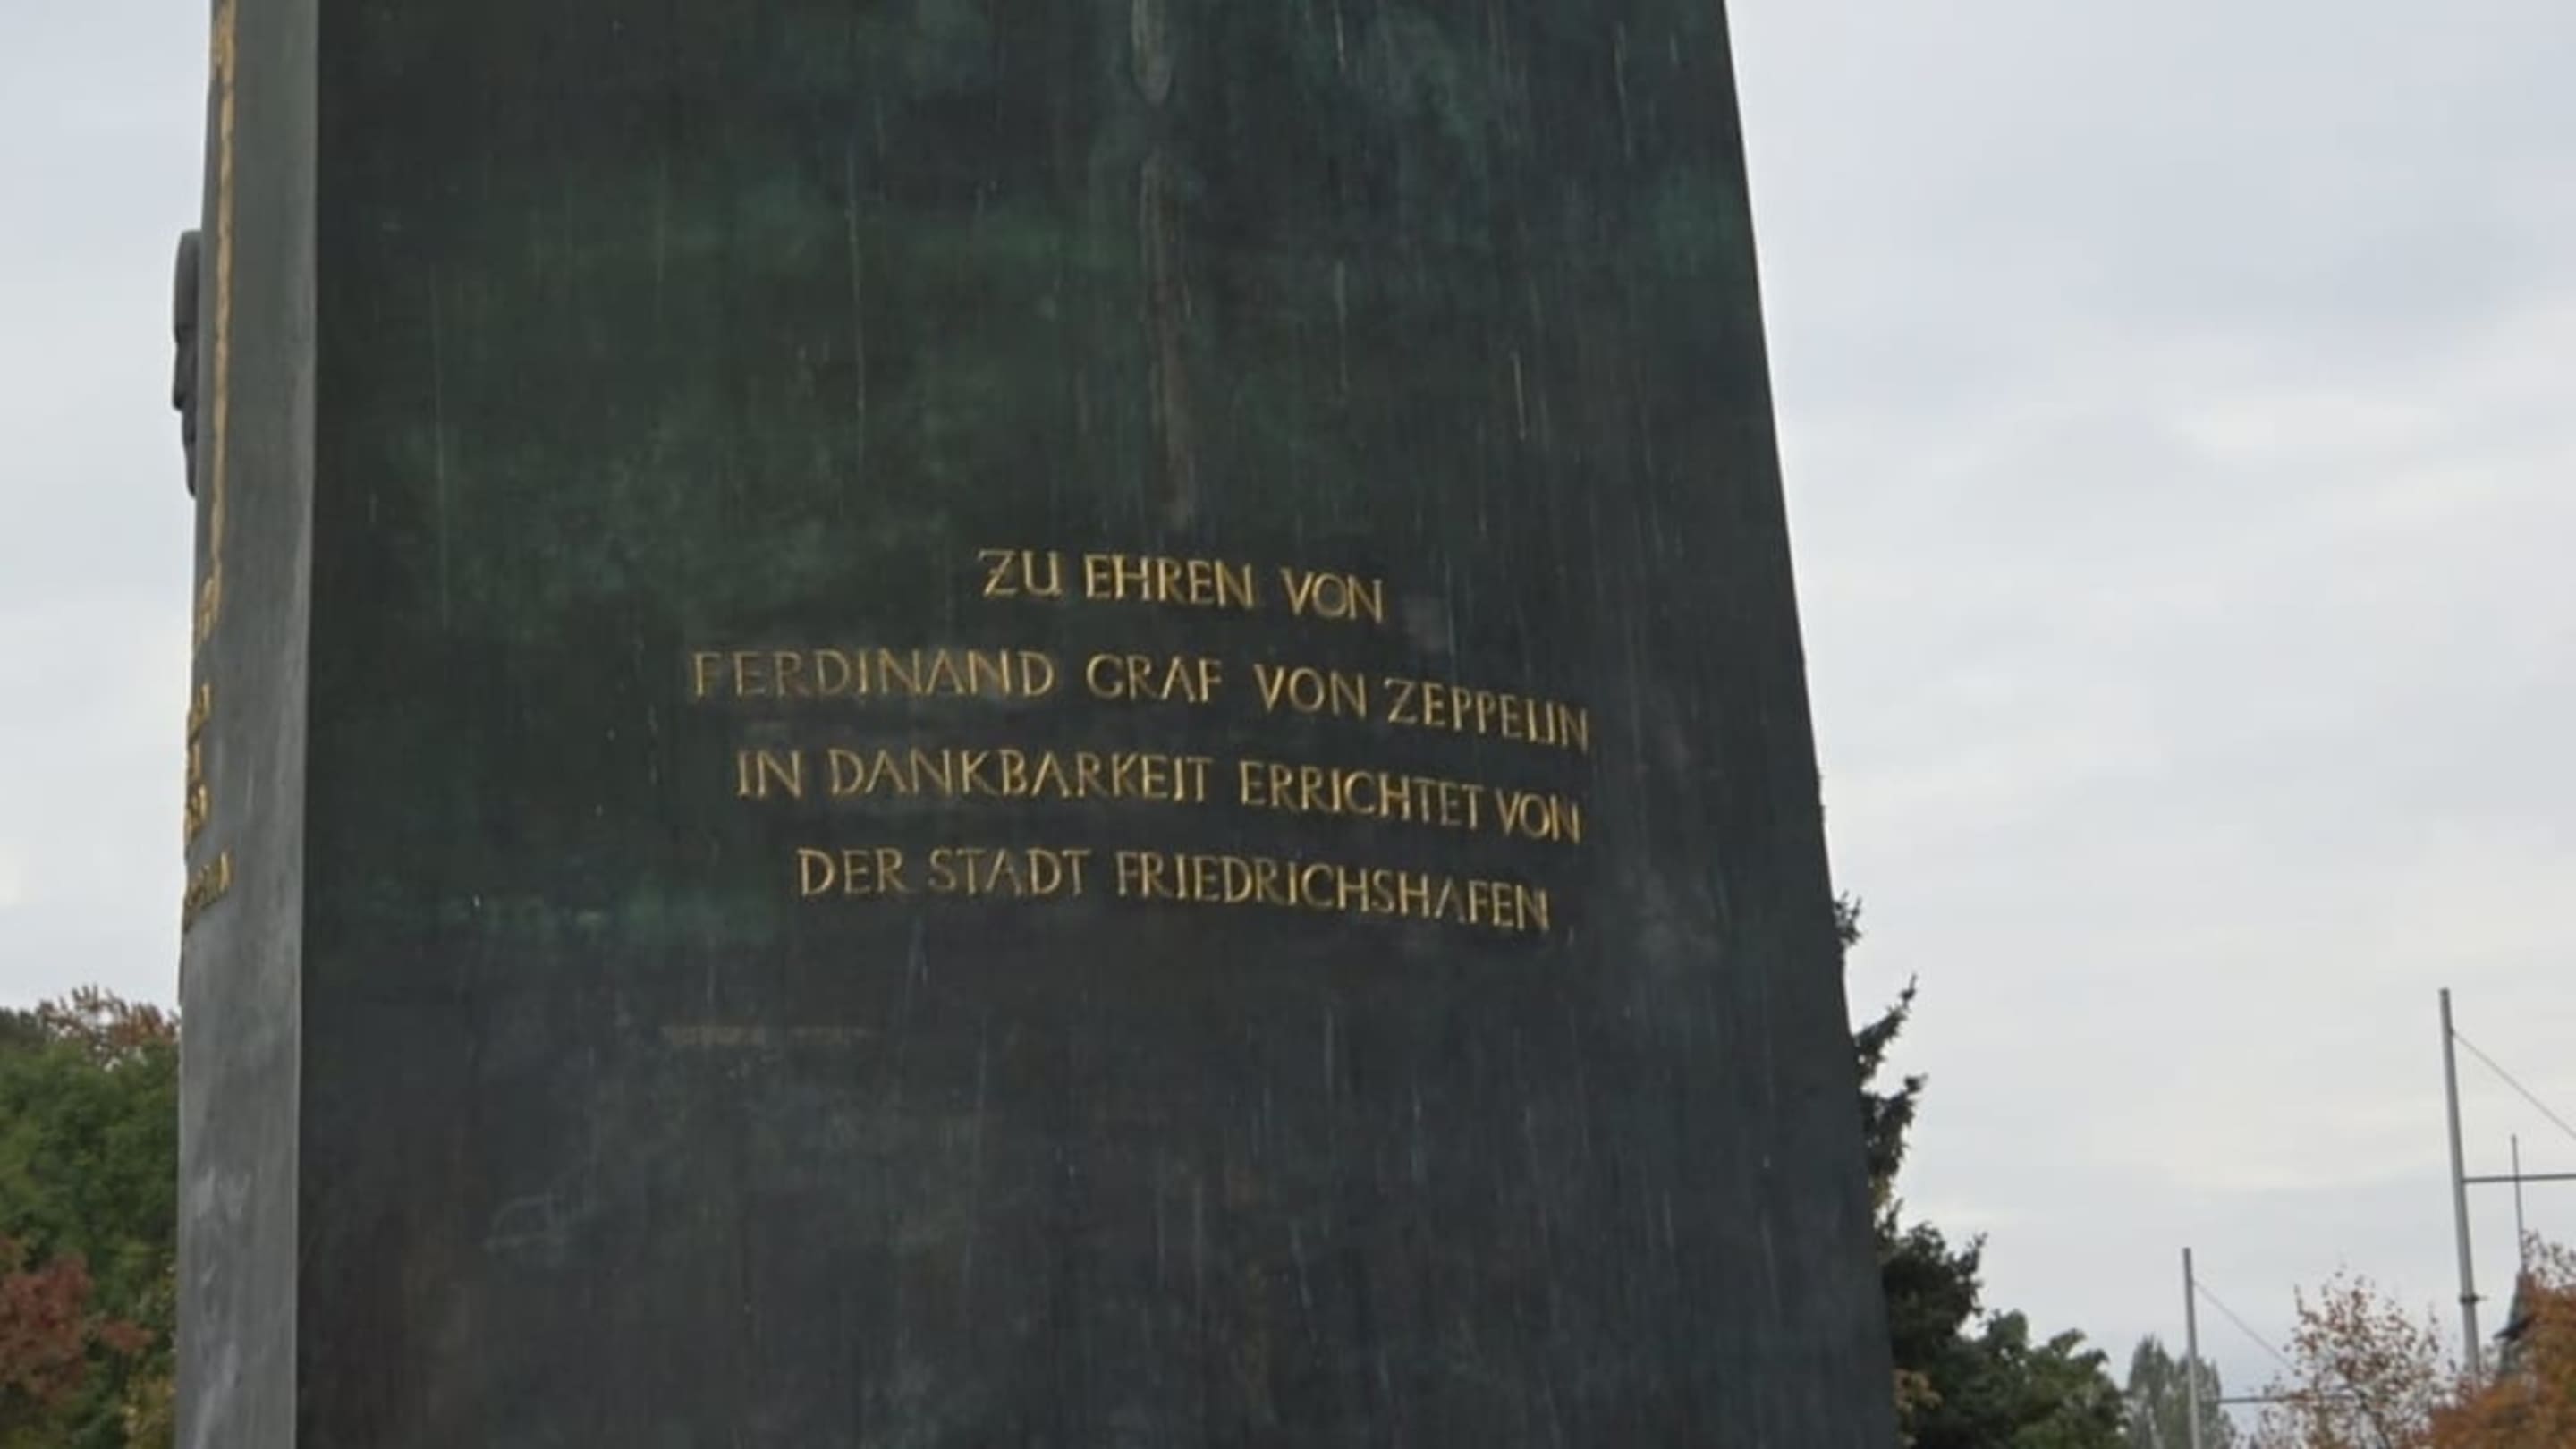 ZU EHREN VON
FERDINAND GRAF VON ZEPPELIN
IN DANKBARKEIT ERRICHTET VON
DER STADT FRIEDRICHSHAFEN